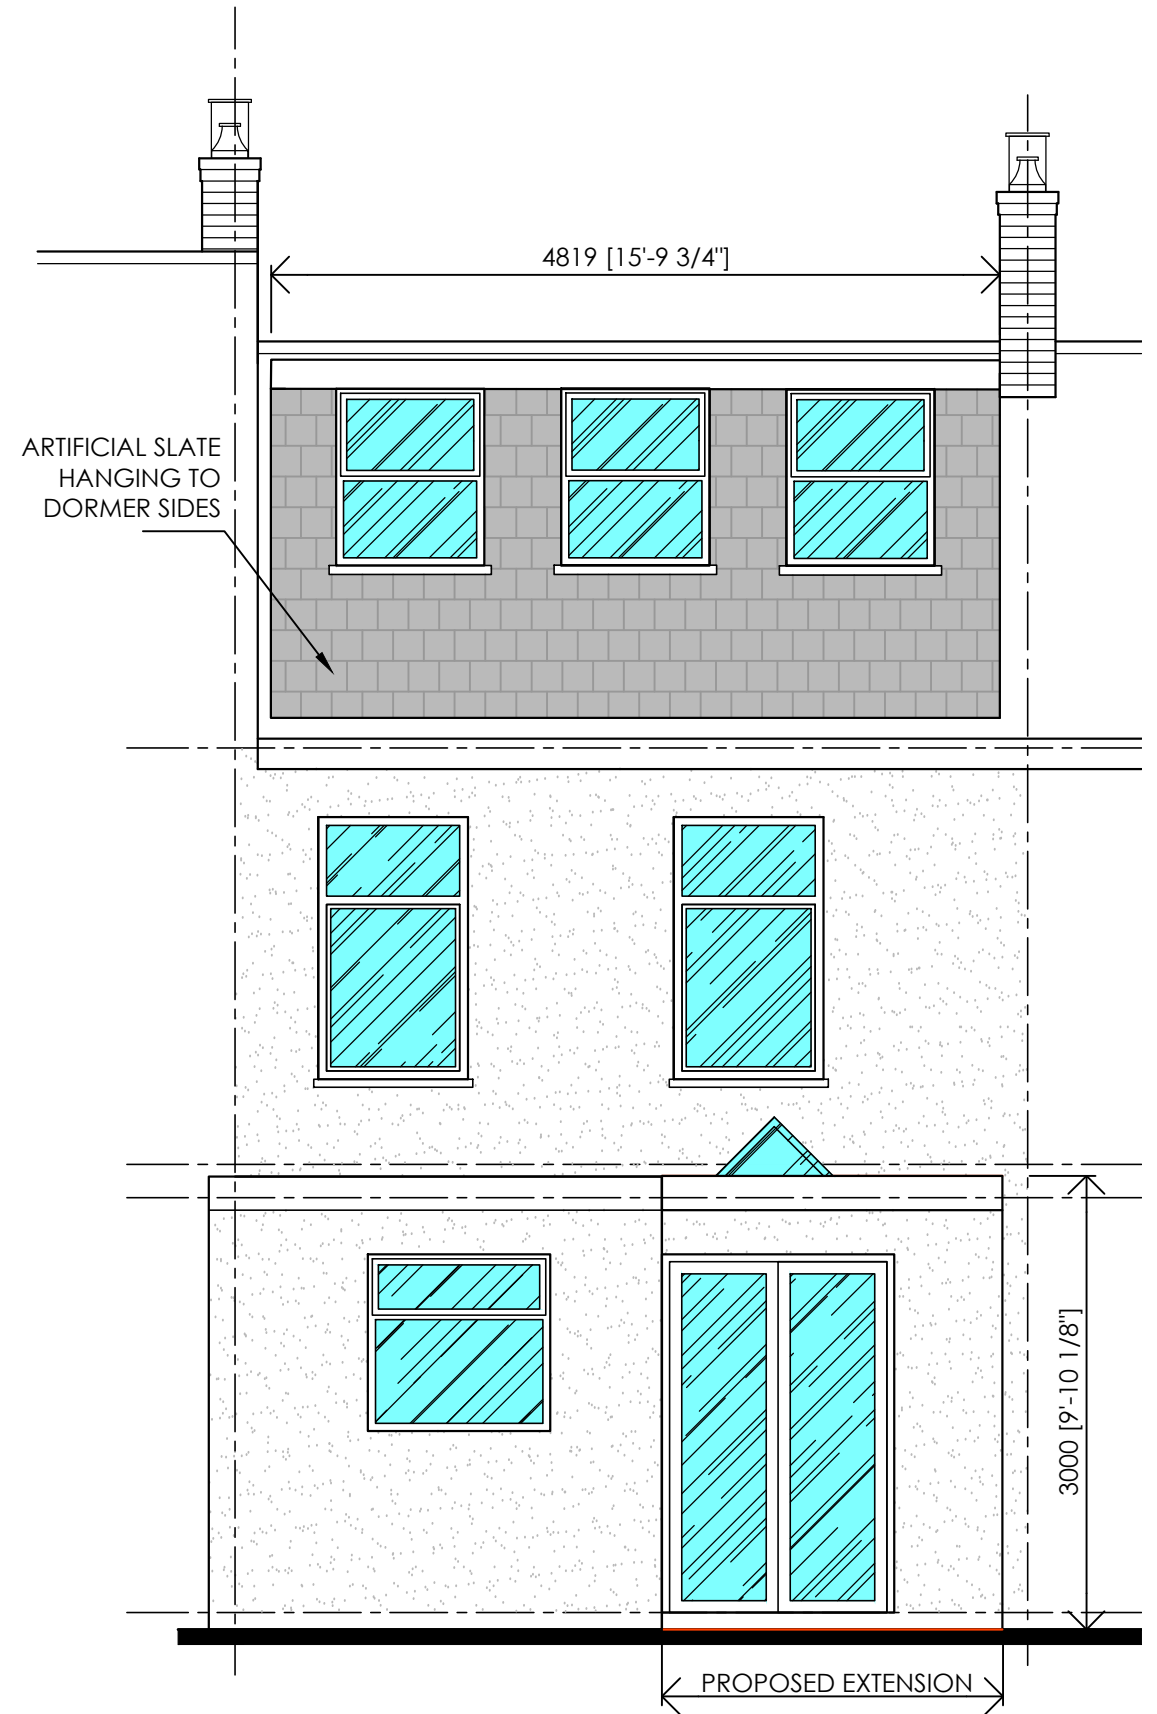 4819 [15'-9 3/4"]
ARTIFICIAL SLATE
HANGING TO
DORMER SIDES
3000 [9'-10 1/8"]
PROPOSED EXTENSION